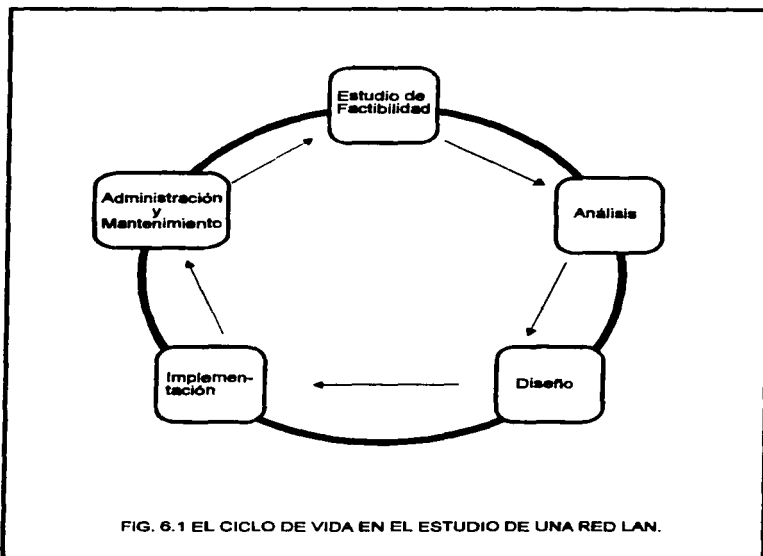 Estudio de
Factibilidad
Análisis
Diseño
Implemen-
tación
Administración
y
Mantenimiento
FIG. 6.1 EL CICLO DE VIDA EN EL ESTUDIO DE UNA RED LAN.